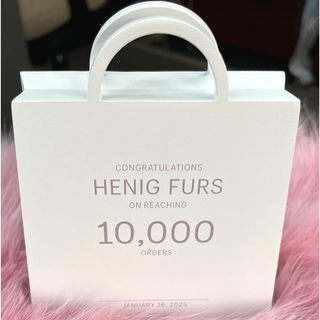 CONGRATULATIONS
HENIG FURS
ON REACHING
10,000
ORDERS
JANUARY 26, 2025